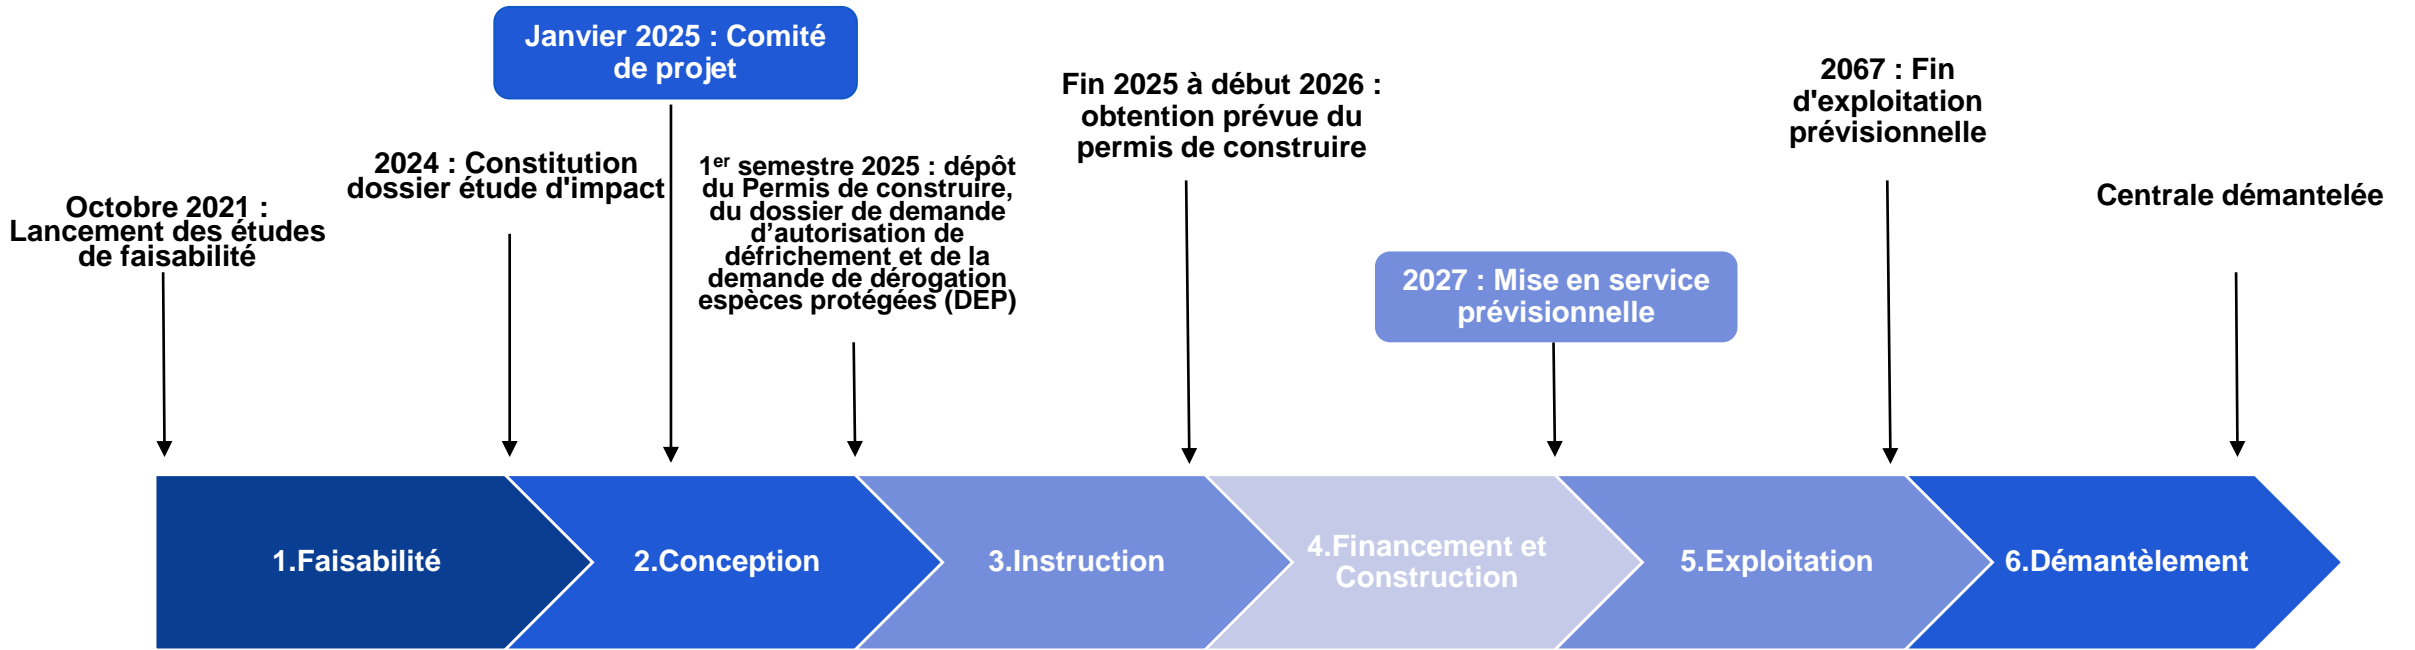 Janvier 2025 : Comité
de projet
Octobre 2021 :
Lancement des études
de faisabilité
2024 : Constitution
dossier étude d'impact
1er semestre 2025 : dépôt
du Permis de construire,
du dossier de demande
d’autorisation de
défrichement et de la
demande de dérogation
espèces protégées (DEP)
Fin 2025 à début 2026 :
obtention prévue du
permis de construire
2027 : Mise en service
prévisionnelle
2067 : Fin
d'exploitation
prévisionnelle
Centrale démantelée
1.Faisabilité
2.Conception
3.Instruction
4.Financement et
Construction
5.Exploitation
6.Démantèlement